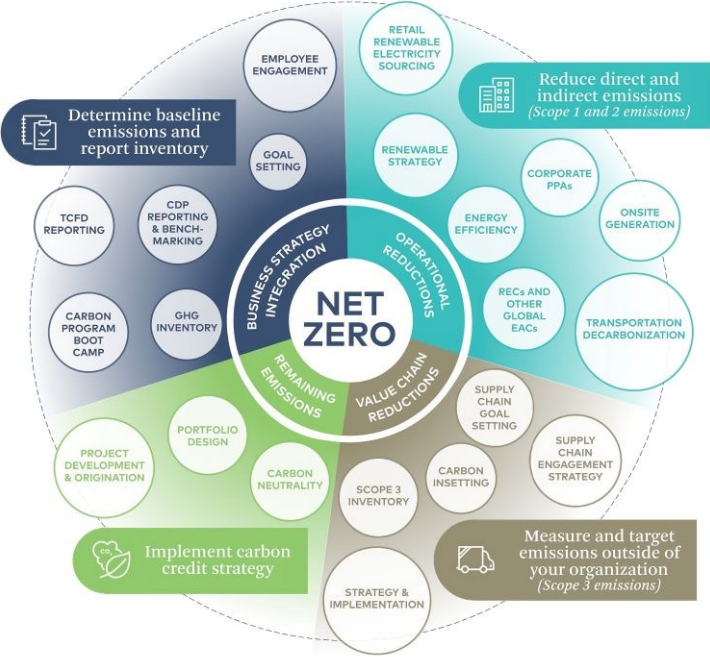 EMPLOYEE
ENGAGEMENT
RETAIL
RENEWABLE
ELECTRICITY
SOURCING
Determine baseline
emissions and
report inventory
Reduce direct and
indirect emissions
(Scope 1 and 2 emissions)
GOAL
SETTING
RENEWABLE
STRATEGY
CORPORATE
PPAs
TCFD
REPORTING
CDP
REPORTING
& BENCH-
MARKING
ENERGY
EFFICIENCY
ONSITE
GENERATION
CARBON
PROGRAM
BOOT
CAMP
GHG
INVENTORY
RECs AND
OTHER
GLOBAL
EACs
TRANSPORTATION
DECARBONIZATION
BUSINESS STRATEGY
INTEGRATION
OPERATIONAL
REDUCTIONS
NET
ZERO
REMAINING
EMISSIONS
VALUE CHAIN
REDUCTIONS
PROJECT
DEVELOPMENT
& ORIGINATION
PORTFOLIO
DESIGN
CARBON
NEUTRALITY
SUPPLY
CHAIN
GOAL
SETTING
SUPPLY
CHAIN
ENGAGEMENT
STRATEGY
CARBON
INSETTING
SCOPE 3
INVENTORY
STRATEGY &
IMPLEMENTATION
CO₂
Implement carbon
credit strategy
Measure and target
emissions outside of
your organization
(Scope 3 emissions)